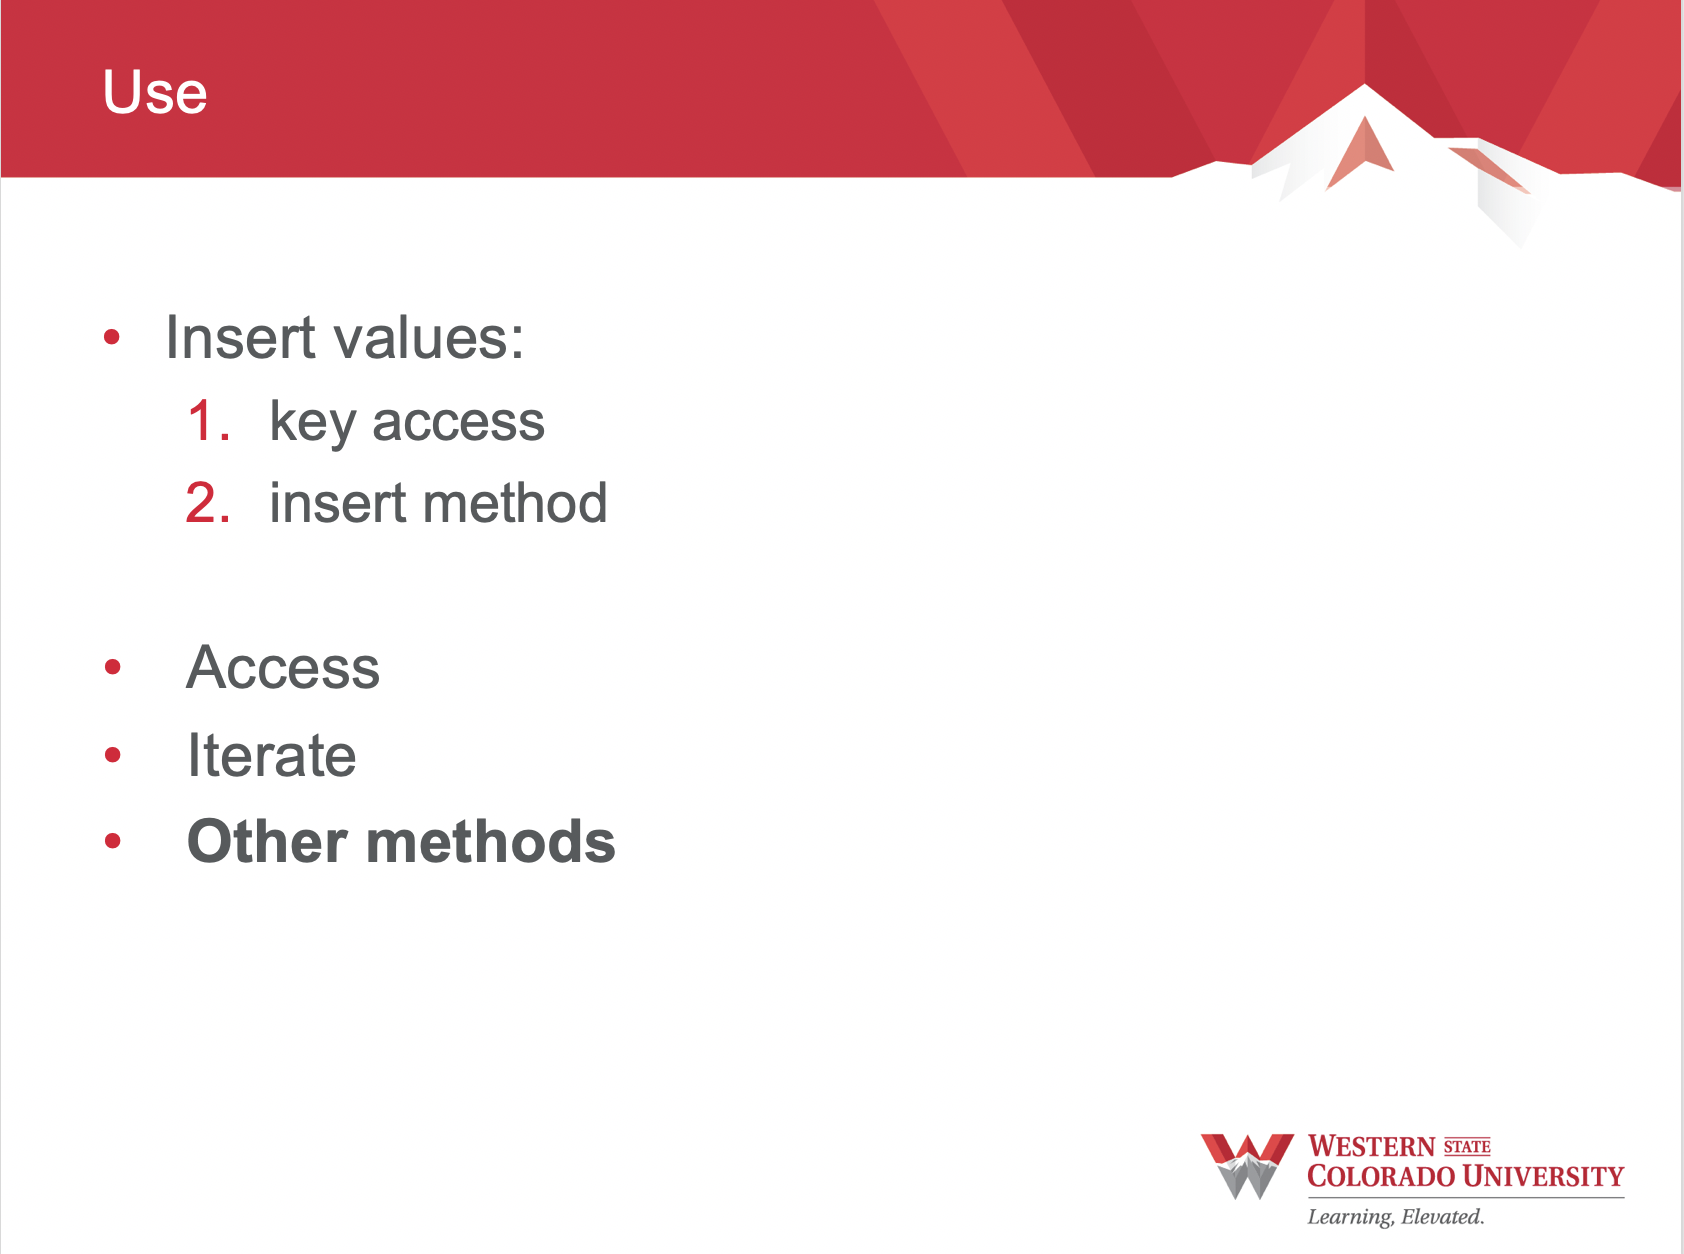 Use
• Insert values:
1. key access
2. insert method
• Access
• Iterate
• Other methods
WESTERN STATE
COLORADO UNIVERSITY
Learning, Elevated.